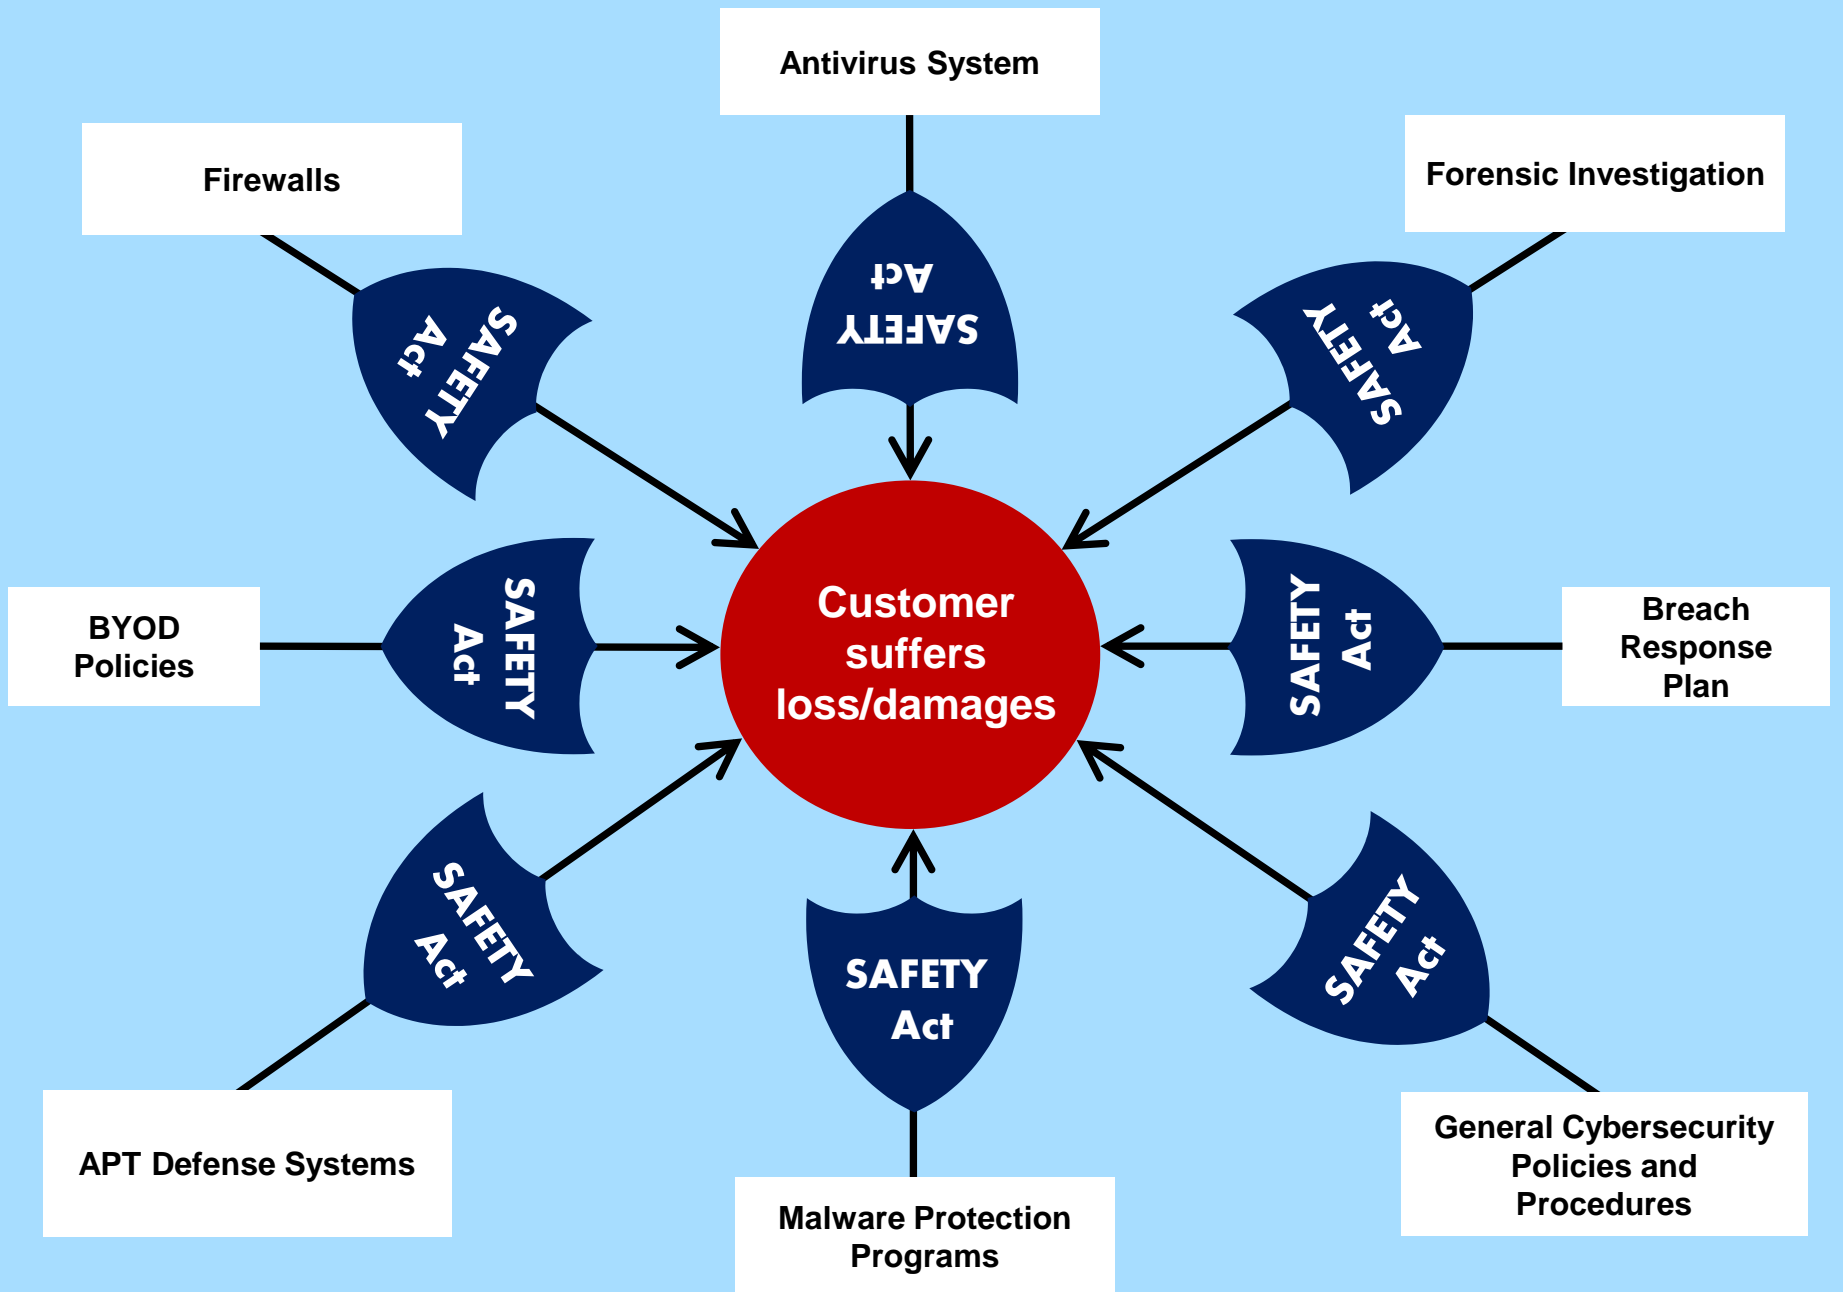 Antivirus System
Firewalls
Forensic Investigation
SAFETY
Act
SAFETY
Act
SAFETY
Act
BYOD
Policies
SAFETY
Act
Customer
suffers
loss/damages
SAFETY
Act
Breach
Response
Plan
SAFETY
Act
SAFETY
Act
SAFETY
Act
APT Defense Systems
Malware Protection
Programs
General Cybersecurity
Policies and
Procedures